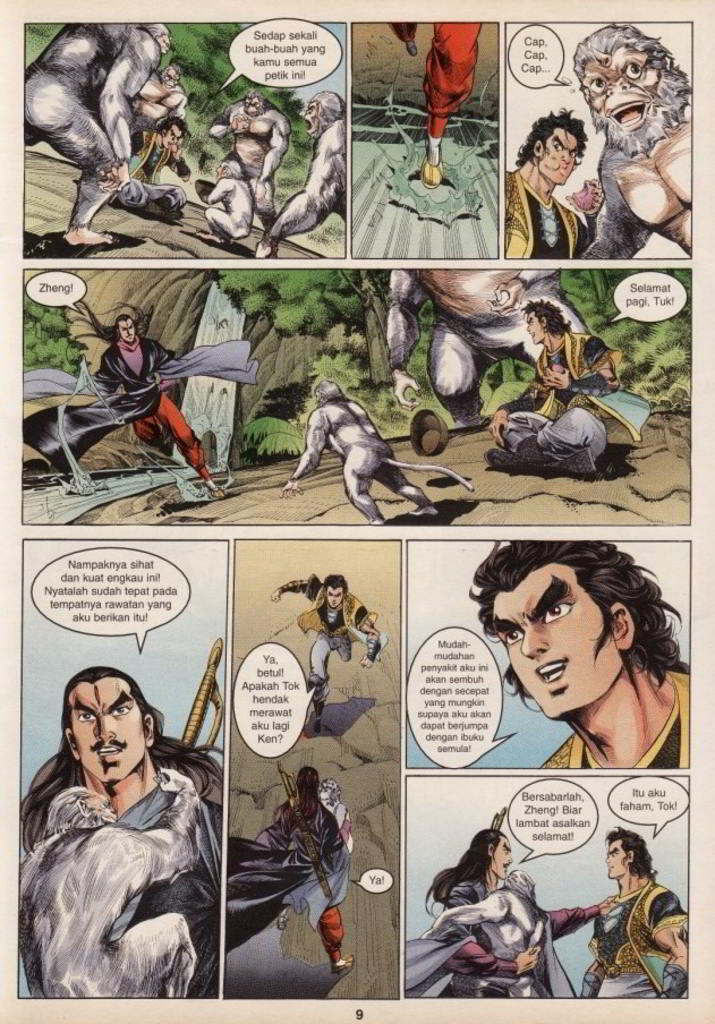 Sedap sekali
buah-buah yang
kamu semua
petik ini!
Cap,
Cap,
Cap...
Zheng!
Selamat
pagi, Tuk!
Nampaknya sihat
dan kuat engkau ini!
Nyatalah sudah tepat pada
tempatnya rawatan yang
aku berikan itu!
Ya,
betul!
Apakah Tok
hendak
merawat
aku lagi
Ken?
Ya!
Mudah-
mudahan
penyakit aku ini
akan sembuh
dengan secepat
yang mungkin
supaya aku akan
dapat berjumpa
dengan ibuku
semula!
Bersabarlah,
Zheng! Biar
lambat asalkan
selamat!
Itu aku
faham, Tok!
9